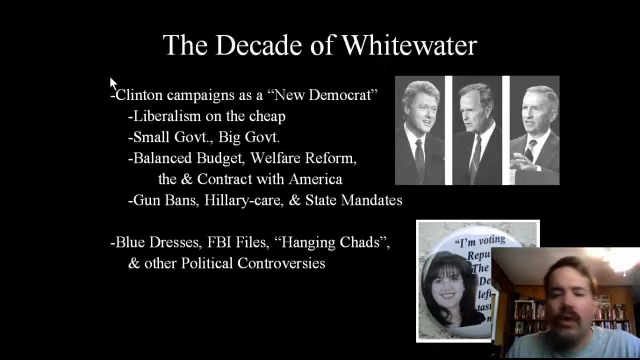 The Decade of Whitewater
-Clinton campaigns as a “New Democrat”
-Liberalism on the cheap
-Small Govt., Big Govt.
-Balanced Budget, Welfare Reform,
the & Contract with America
-Gun Bans, Hillary-care, & State Mandates
-Blue Dresses, FBI Files, “Hanging Chads”,
& other Political Controversies
“I'm voting
The
left